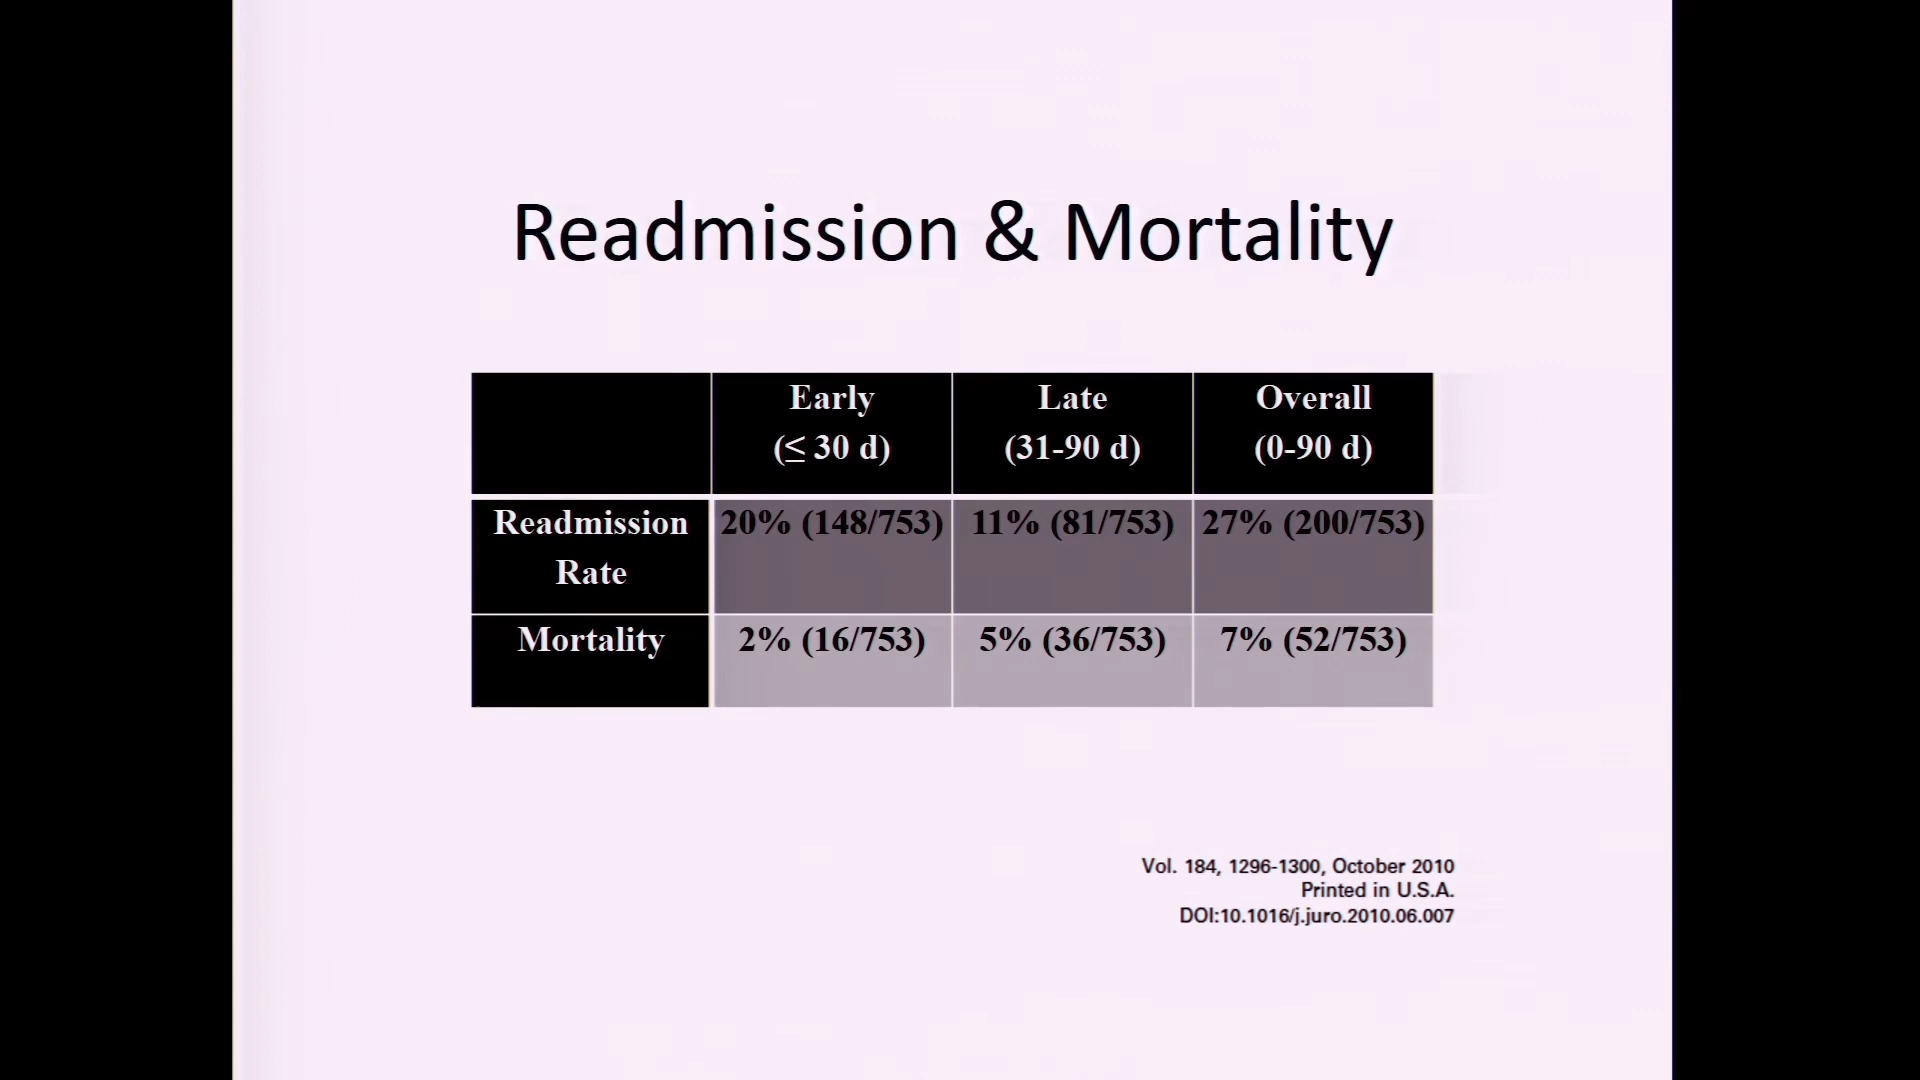 Readmission & Mortality
Early Late Overall
(≤ 30 d) (31-90 d) (0-90 d)
Readmission 20% (148/753) 11% (81/753) 27% (200/753)
Rate
Mortality 2% (16/753) 5% (36/753) 7% (52/753)
Vol. 184, 1296-1300, October 2010
Printed in U.S.A.
DOI:10.1016/j.juro.2010.06.007